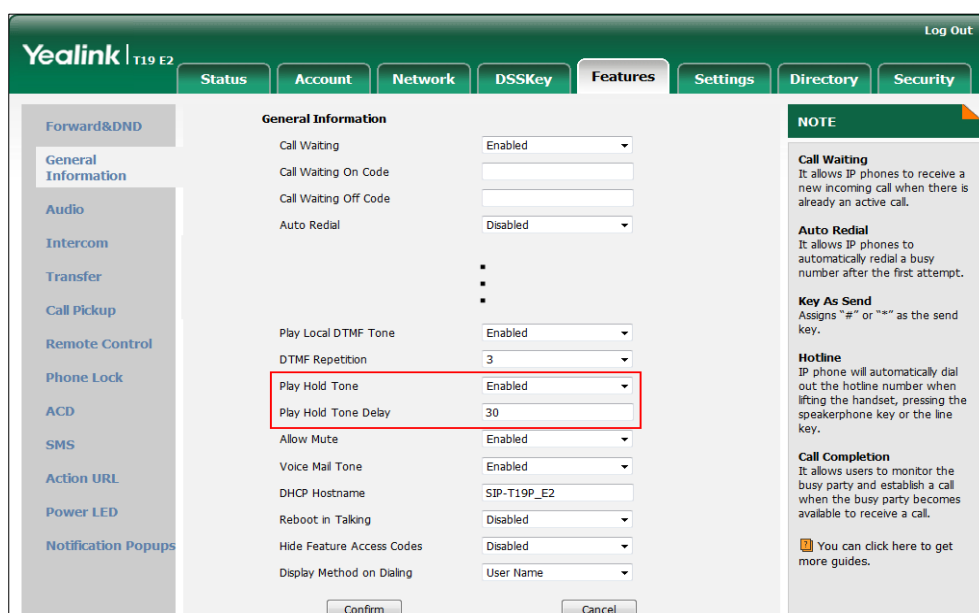 Log Out
Yealink T19 E2
Status Account Network DSSKey Features Settings Directory Security
Forward&DND
General
Information
Audio
Intercom
Transfer
Call Pickup
Remote Control
Phone Lock
ACD
SMS
Action URL
Power LED
Notification Popups
General Information
Call Waiting Enabled
Call Waiting On Code
Call Waiting Off Code
Auto Redial Disabled
Play Local DTMF Tone Enabled
DTMF Repetition 3
Play Hold Tone Enabled
Play Hold Tone Delay 30
Allow Mute Enabled
Voice Mail Tone Enabled
DHCP Hostname SIP-T19P_E2
Reboot in Talking Disabled
Hide Feature Access Codes Disabled
Display Method on Dialing User Name
Confirm Cancel
NOTE
Call Waiting
It allows IP phones to receive a
new incoming call when there is
already an active call.
Auto Redial
It allows IP phones to
automatically redial a busy
number after the first attempt.
Key As Send
Assigns "#" or "*" as the send
key.
Hotline
IP phone will automatically dial
out the hotline number when
lifting the handset, pressing the
speakerphone key or the line
key.
Call Completion
It allows users to monitor the
busy party and establish a call
when the busy party becomes
available to receive a call.
You can click here to get
more guides.